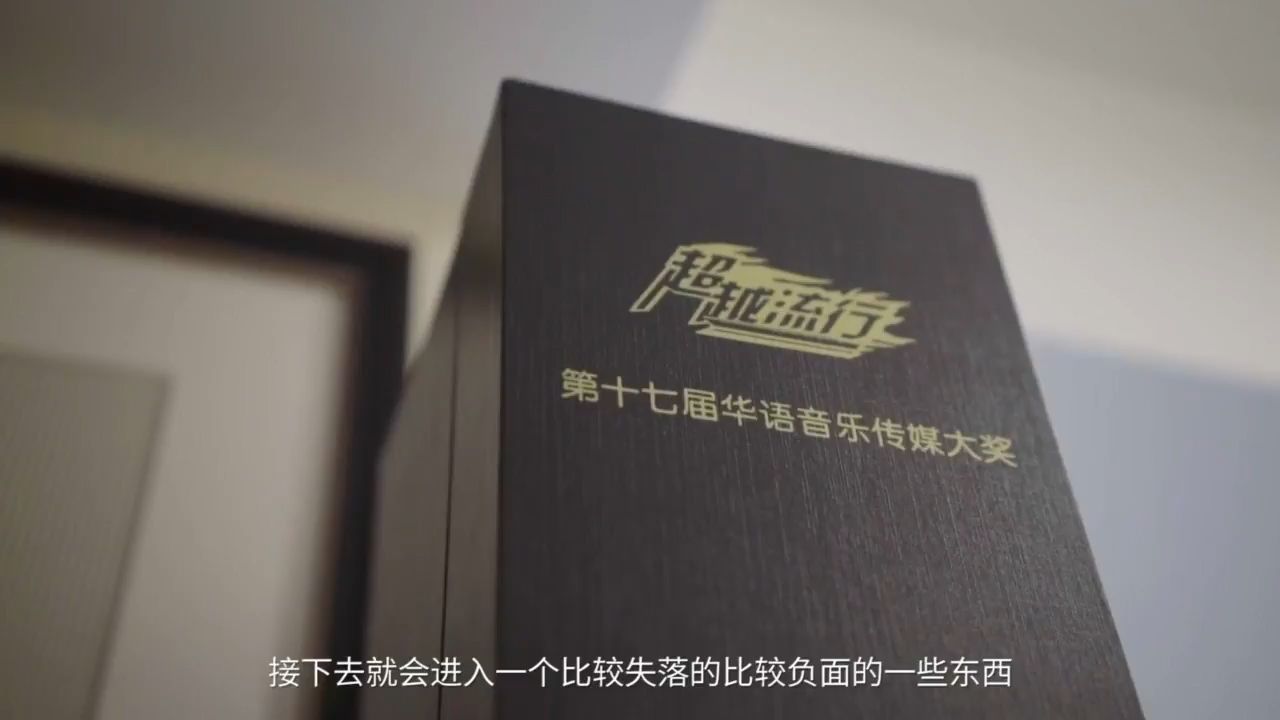 超越流行
第十七届华语音乐传媒大奖
接下去就会进入一个比较失落的比较负面的一些东西